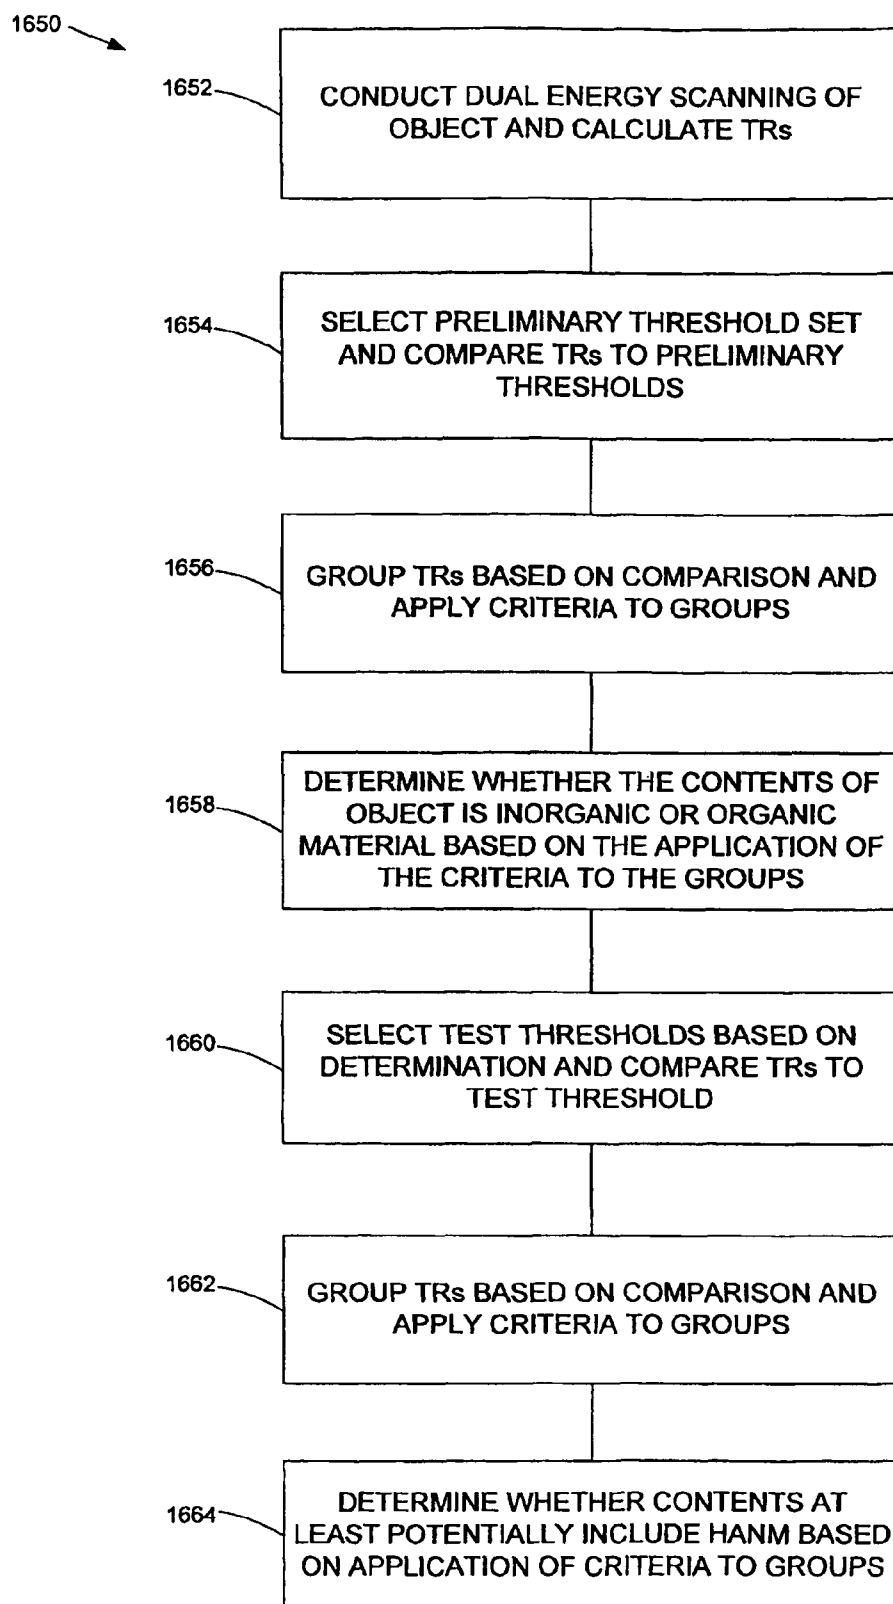 1650
1652
CONDUCT DUAL ENERGY SCANNING OF
OBJECT AND CALCULATE TRs
1654
SELECT PRELIMINARY THRESHOLD SET
AND COMPARE TRs TO PRELIMINARY
THRESHOLDS
1656
GROUP TRs BASED ON COMPARISON AND
APPLY CRITERIA TO GROUPS
1658
DETERMINE WHETHER THE CONTENTS OF
OBJECT IS INORGANIC OR ORGANIC
MATERIAL BASED ON THE APPLICATION OF
THE CRITERIA TO THE GROUPS
1660
SELECT TEST THRESHOLDS BASED ON
DETERMINATION AND COMPARE TRs TO
TEST THRESHOLD
1662
GROUP TRs BASED ON COMPARISON AND
APPLY CRITERIA TO GROUPS
1664
DETERMINE WHETHER CONTENTS AT
LEAST POTENTIALLY INCLUDE HANM BASED
ON APPLICATION OF CRITERIA TO GROUPS